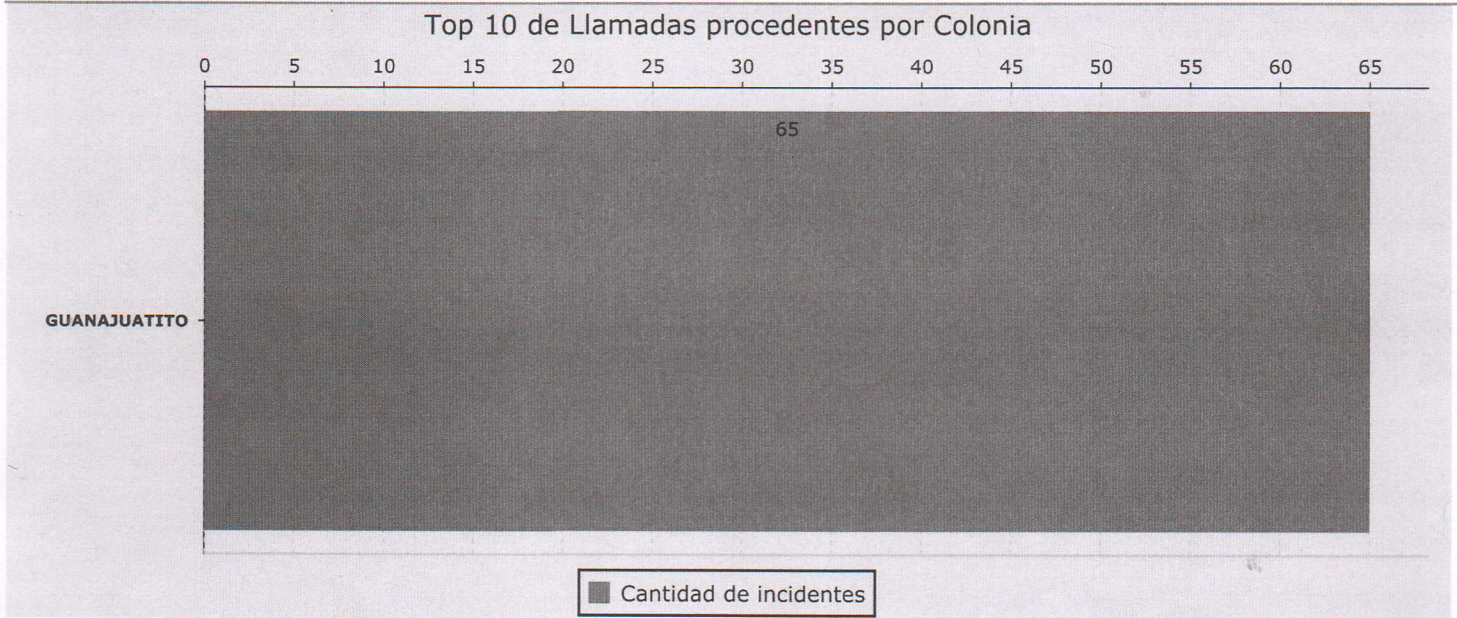 Top 10 de Llamadas procedentes por Colonia
0 5 10 15 20 25 30 35 40 45 50 55 60 65
65
GUANAJUATITO
Cantidad de incidentes